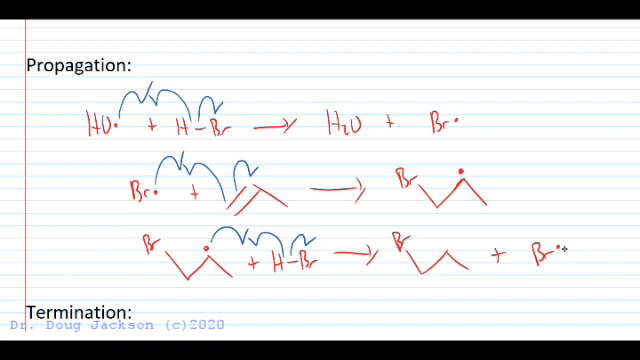 Propagation:
HO• + H–Br → H2O + Br•
Br• + → Br
Br + H–Br → Br + Br•
Termination:
Dr. Doug Jackson (c)2020